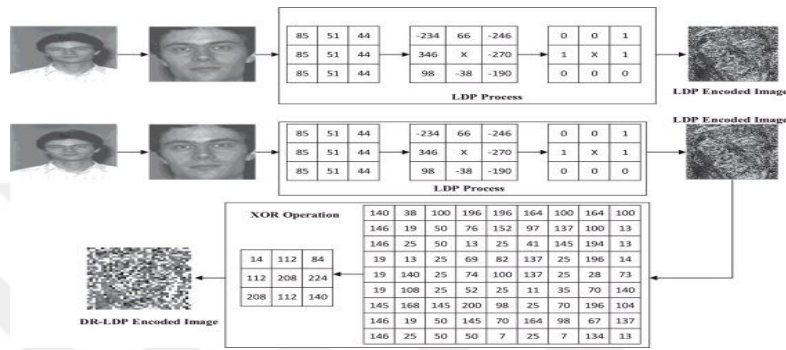 85 51 44 -234 66 -246 0 0 1
85 51 44 346 X -270 1 X 1
85 51 44 98 -38 -190 0 0 0
LDP Process
LDP Encoded Image
LDP Encoded Image
85 51 44 -234 66 -246 0 0 1
85 51 44 346 X -270 1 X 1
85 51 44 98 -38 -190 0 0 0
LDP Process
XOR Operation
14 112 84
112 208 224
208 112 140
140 38 100 196 196 164 100 164 100
146 19 50 76 152 97 137 100 13
146 25 50 13 25 41 145 194 13
19 13 25 69 82 137 25 196 14
19 140 25 74 100 137 25 28 73
19 108 25 52 25 11 35 70 140
145 168 145 200 98 25 70 196 104
146 19 50 145 70 164 98 67 137
146 25 50 50 7 25 7 134 13
DR-LDP Encoded Image